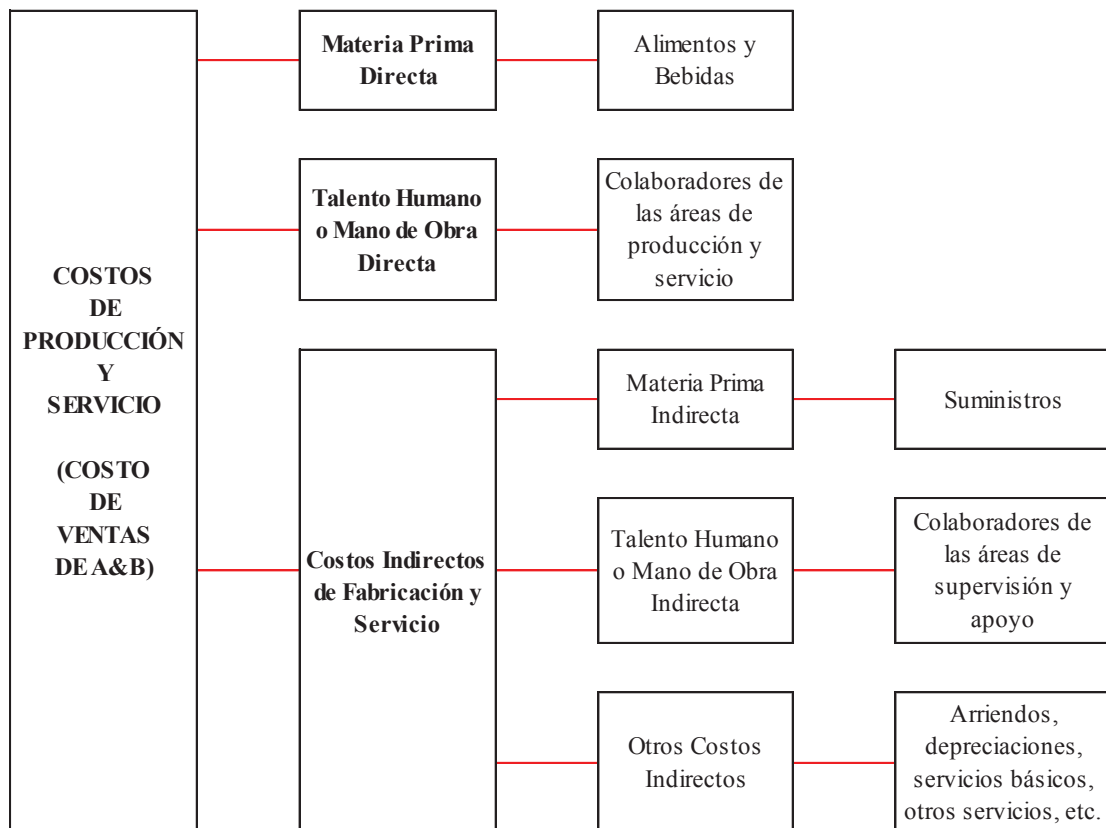 COSTOS
DE
PRODUCCIÓN
Y
SERVICIO
(COSTO
DE
VENTAS
DE A&B)
Materia Prima
Directa
Alimentos y
Bebidas
Talento Humano
o Mano de Obra
Directa
Colaboradores de
las áreas de
producción y
servicio
Costos Indirectos
de Fabricación y
Servicio
Materia Prima
Indirecta
Suministros
Talento Humano
o Mano de Obra
Indirecta
Colaboradores de
las áreas de
supervisión y
apoyo
Otros Costos
Indirectos
Arriendos,
depreciaciones,
servicios básicos,
otros servicios, etc.